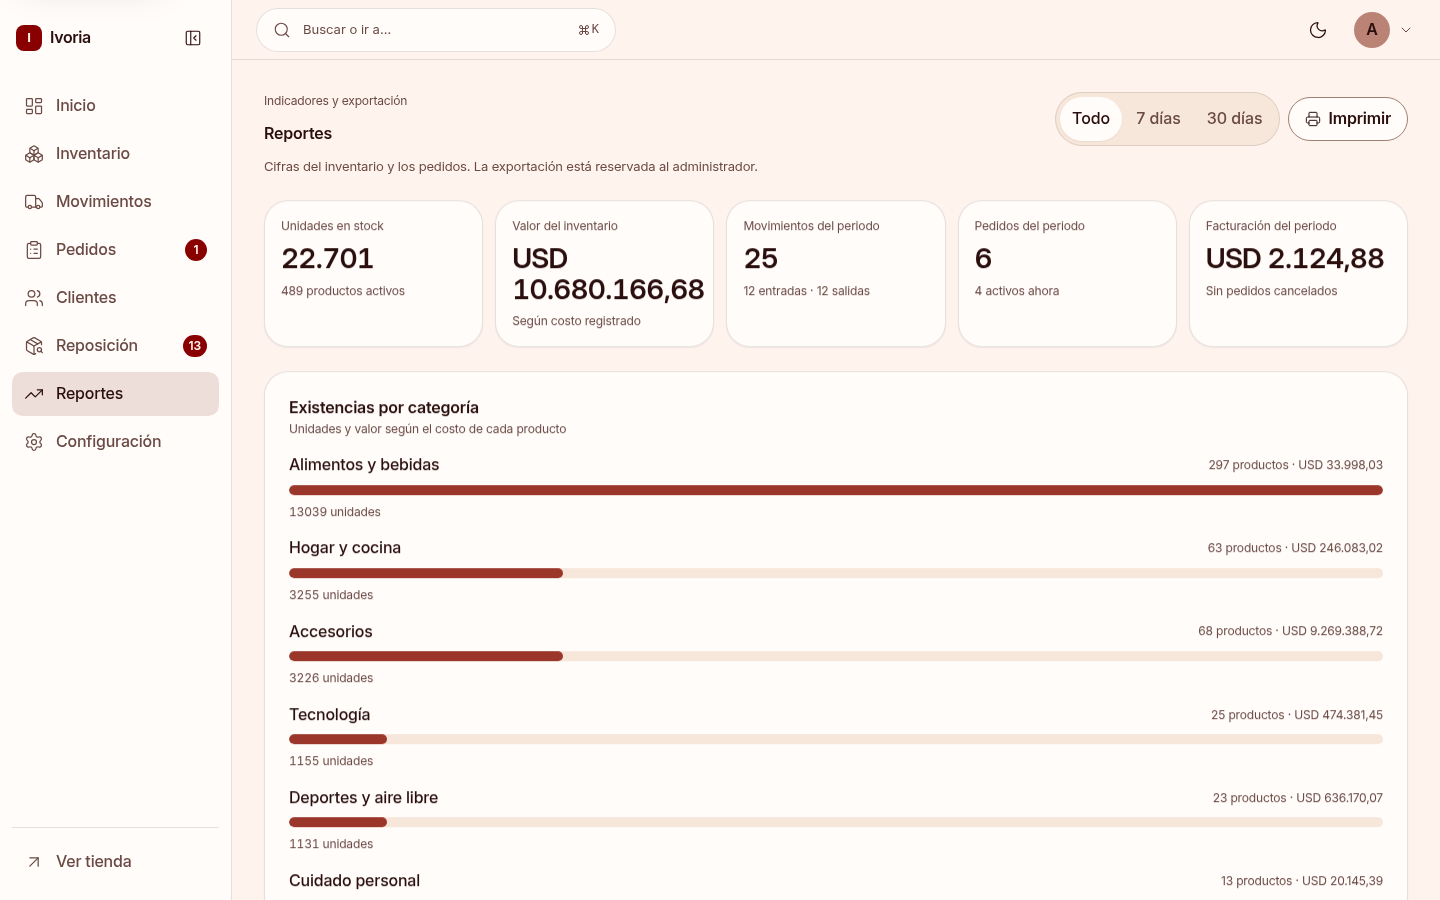 I Ivoria
Buscar o ir a...
⌘K
A
Inicio
Inventario
Movimientos
Pedidos 1
Clientes
Reposición 13
Reportes
Configuración
Ver tienda
Indicadores y exportación
Reportes
Cifras del inventario y los pedidos. La exportación está reservada al administrador.
Todo 7 días 30 días
Imprimir
Unidades en stock
22.701
489 productos activos
Valor del inventario
USD
10.680.166,68
Según costo registrado
Movimientos del periodo
25
12 entradas · 12 salidas
Pedidos del periodo
6
4 activos ahora
Facturación del periodo
USD 2.124,88
Sin pedidos cancelados
Existencias por categoría
Unidades y valor según el costo de cada producto
Alimentos y bebidas 297 productos · USD 33.998,03
13039 unidades
Hogar y cocina 63 productos · USD 246.083,02
3255 unidades
Accesorios 68 productos · USD 9.269.388,72
3226 unidades
Tecnología 25 productos · USD 474.381,45
1155 unidades
Deportes y aire libre 23 productos · USD 636.170,07
1131 unidades
Cuidado personal 13 productos · USD 20.145,39